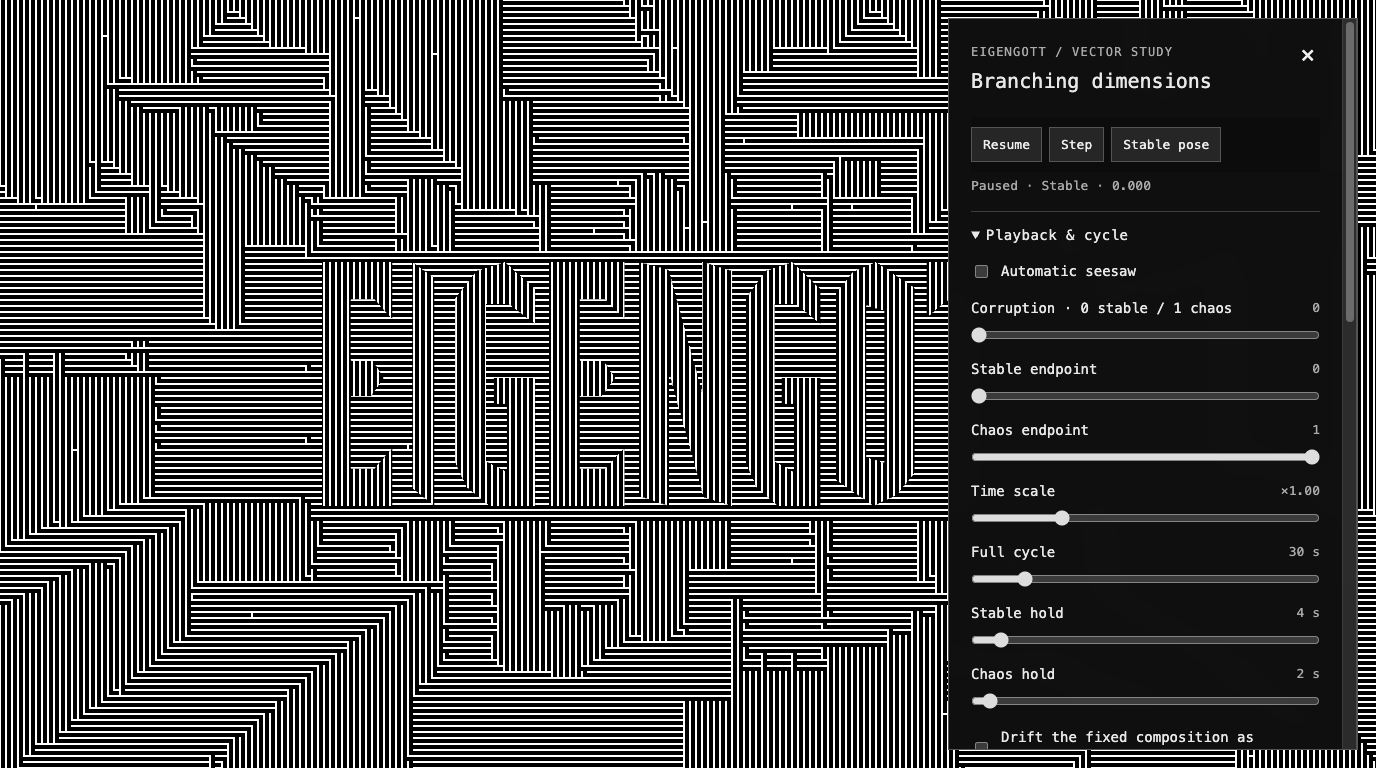 EIGENGO
EIGENGOTT / VECTOR STUDY
×
Branching dimensions
Resume Step Stable pose
Paused · Stable · 0.000
▼ Playback & cycle
Automatic seesaw
Corruption · 0 stable / 1 chaos 0
Stable endpoint 0
Chaos endpoint 1
Time scale ×1.00
Full cycle 30 s
Stable hold 4 s
Chaos hold 2 s
Drift the fixed composition as